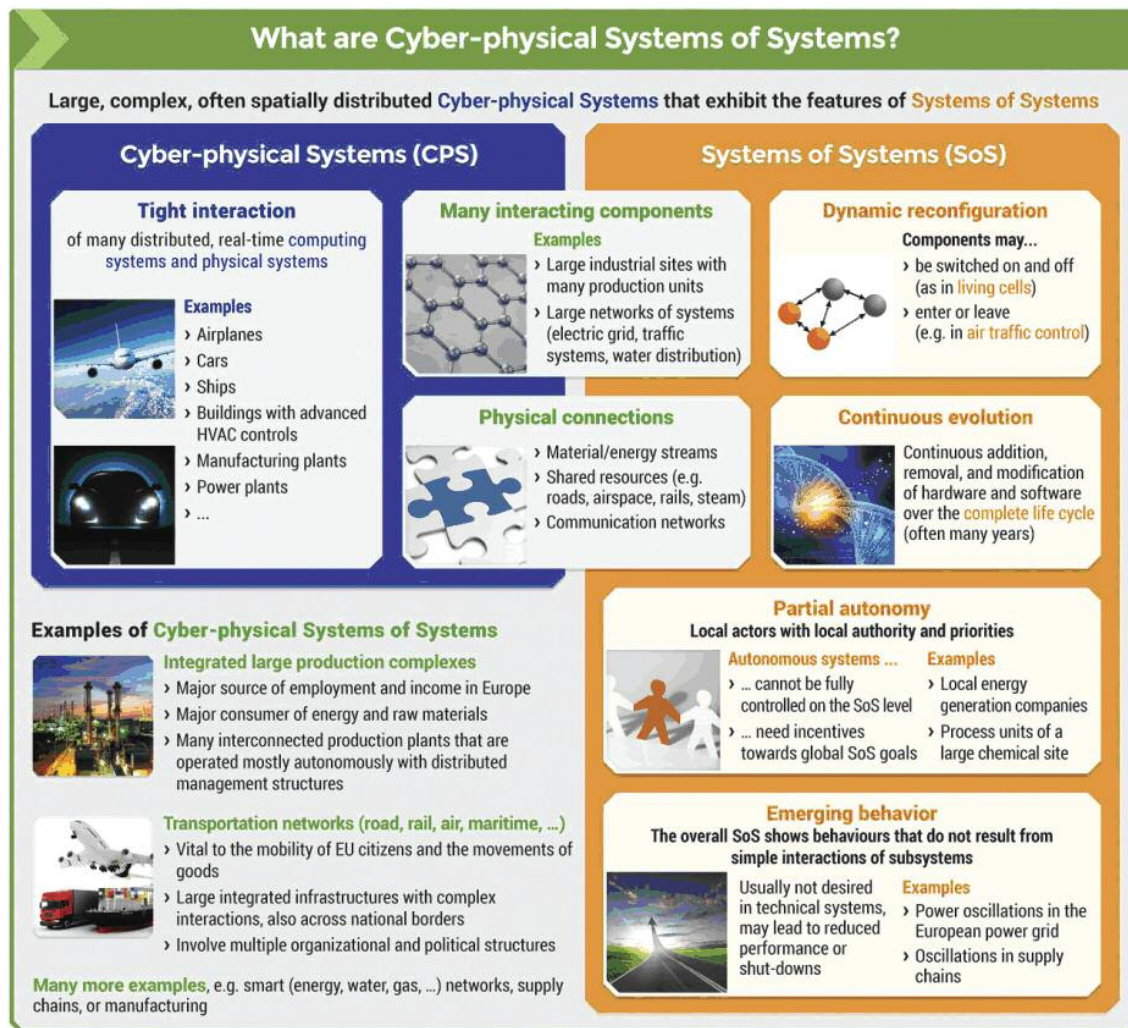 What are Cyber-physical Systems of Systems?
Large, complex, often spatially distributed Cyber-physical Systems that exhibit the features of Systems of Systems
Cyber-physical Systems (CPS)
Tight interaction
of many distributed, real-time computing
systems and physical systems
Examples
› Airplanes
› Cars
› Ships
› Buildings with advanced
HVAC controls
› Manufacturing plants
› Power plants
› ...
Many interacting components
Examples
› Large industrial sites with
many production units
› Large networks of systems
(electric grid, traffic
systems, water distribution)
Physical connections
› Material/energy streams
› Shared resources (e.g.
roads, airspace, rails, steam)
› Communication networks
Systems of Systems (SoS)
Dynamic reconfiguration
Components may...
› be switched on and off
(as in living cells)
› enter or leave
(e.g. in air traffic control)
Continuous evolution
Continuous addition,
removal, and modification
of hardware and software
over the complete life cycle
(often many years)
Partial autonomy
Local actors with local authority and priorities
Autonomous systems ...
› ... cannot be fully
controlled on the SoS level
› ... need incentives
towards global SoS goals
Examples
› Local energy
generation companies
› Process units of a
large chemical site
Emerging behavior
The overall SoS shows behaviours that do not result from
simple interactions of subsystems
Usually not desired
in technical systems,
may lead to reduced
performance or
shut-downs
Examples
› Power oscillations in the
European power grid
› Oscillations in supply
chains
Examples of Cyber-physical Systems of Systems
Integrated large production complexes
› Major source of employment and income in Europe
› Major consumer of energy and raw materials
› Many interconnected production plants that are
operated mostly autonomously with distributed
management structures
Transportation networks (road, rail, air, maritime, ...)
› Vital to the mobility of EU citizens and the movements of
goods
› Large integrated infrastructures with complex
interactions, also across national borders
› Involve multiple organizational and political structures
Many more examples, e.g. smart (energy, water, gas, ...) networks, supply
chains, or manufacturing